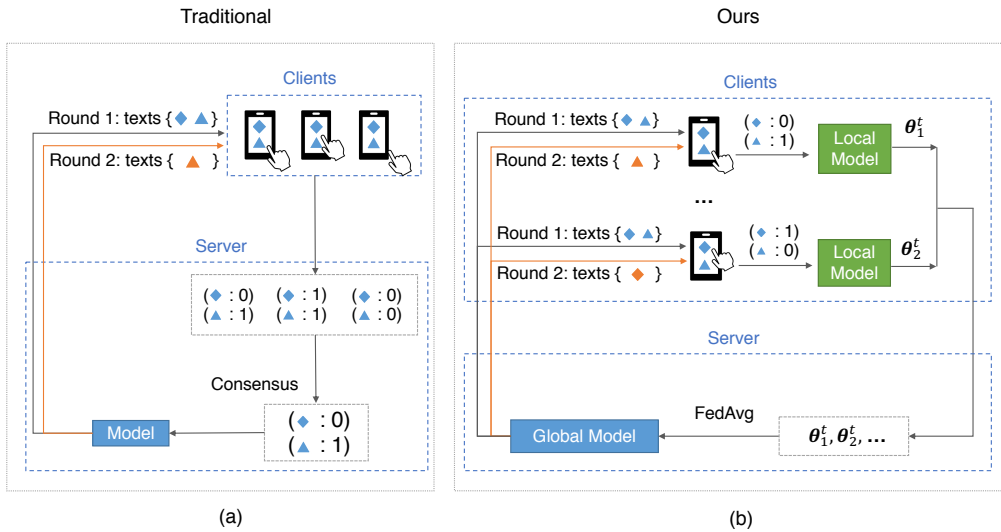 Traditional
Clients
Round 1: texts {◆ ▲}
Round 2: texts { ▲ }
Server
(◆ : 0) (◆ : 1) (◆ : 0)
(▲ : 1) (▲ : 1) (▲ : 0)
Consensus
Model
(◆ : 0)
(▲ : 1)
(a)
Ours
Clients
Round 1: texts {◆ ▲}
Round 2: texts { ▲ }
(◆ : 0)
(▲ : 1)
Local
Model
θ₁ᵗ
...
Round 1: texts {◆ ▲}
Round 2: texts { ◆ }
(◆ : 1)
(▲ : 0)
Local
Model
θ₂ᵗ
Server
FedAvg
Global Model
θ₁ᵗ, θ₂ᵗ, ...
(b)